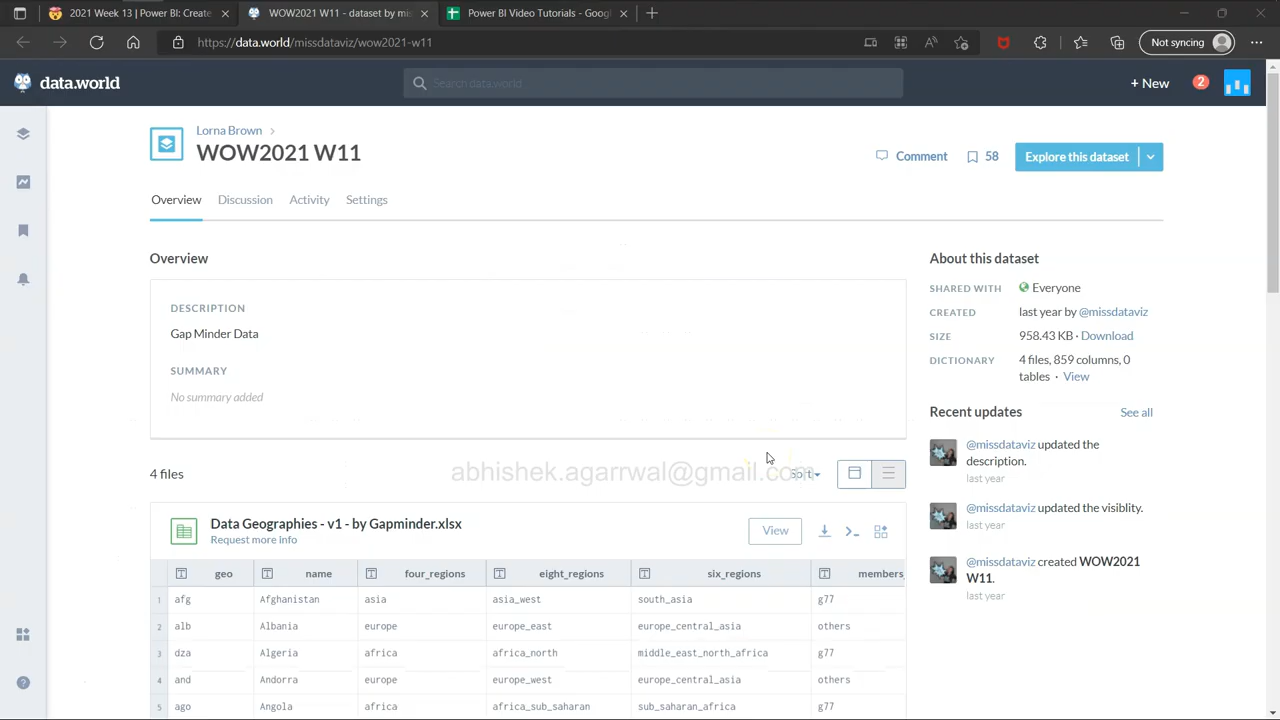 2021 Week 13 | Power BI: Create
WOW2021 W11 - dataset by mis
Power BI Video Tutorials - Googl
https://data.world/missdataviz/wow2021-w11
Not syncing
data.world
Search data.world
+ New
2
Lorna Brown
WOW2021 W11
Comment
58
Explore this dataset
Overview
Discussion
Activity
Settings
Overview
DESCRIPTION
Gap Minder Data
SUMMARY
No summary added
About this dataset
SHARED WITH
Everyone
CREATED
last year by @missdataviz
SIZE
958.43 KB · Download
DICTIONARY
4 files, 859 columns, 0
tables · View
Recent updates
See all
@missdataviz updated the
description.
last year
@missdataviz updated the visiblity.
last year
@missdataviz created WOW2021
W11.
last year
4 files
abhishek.agarrwal@gmail.com
Sort
Data Geographies - v1 - by Gapminder.xlsx
Request more info
View
geo name four_regions eight_regions six_regions members_
1 afg Afghanistan asia asia_west south_asia g77
2 alb Albania europe europe_east europe_central_asia others
3 dza Algeria africa africa_north middle_east_north_africa g77
4 and Andorra europe europe_west europe_central_asia others
5 ago Angola africa africa_sub_saharan sub_saharan_africa g77